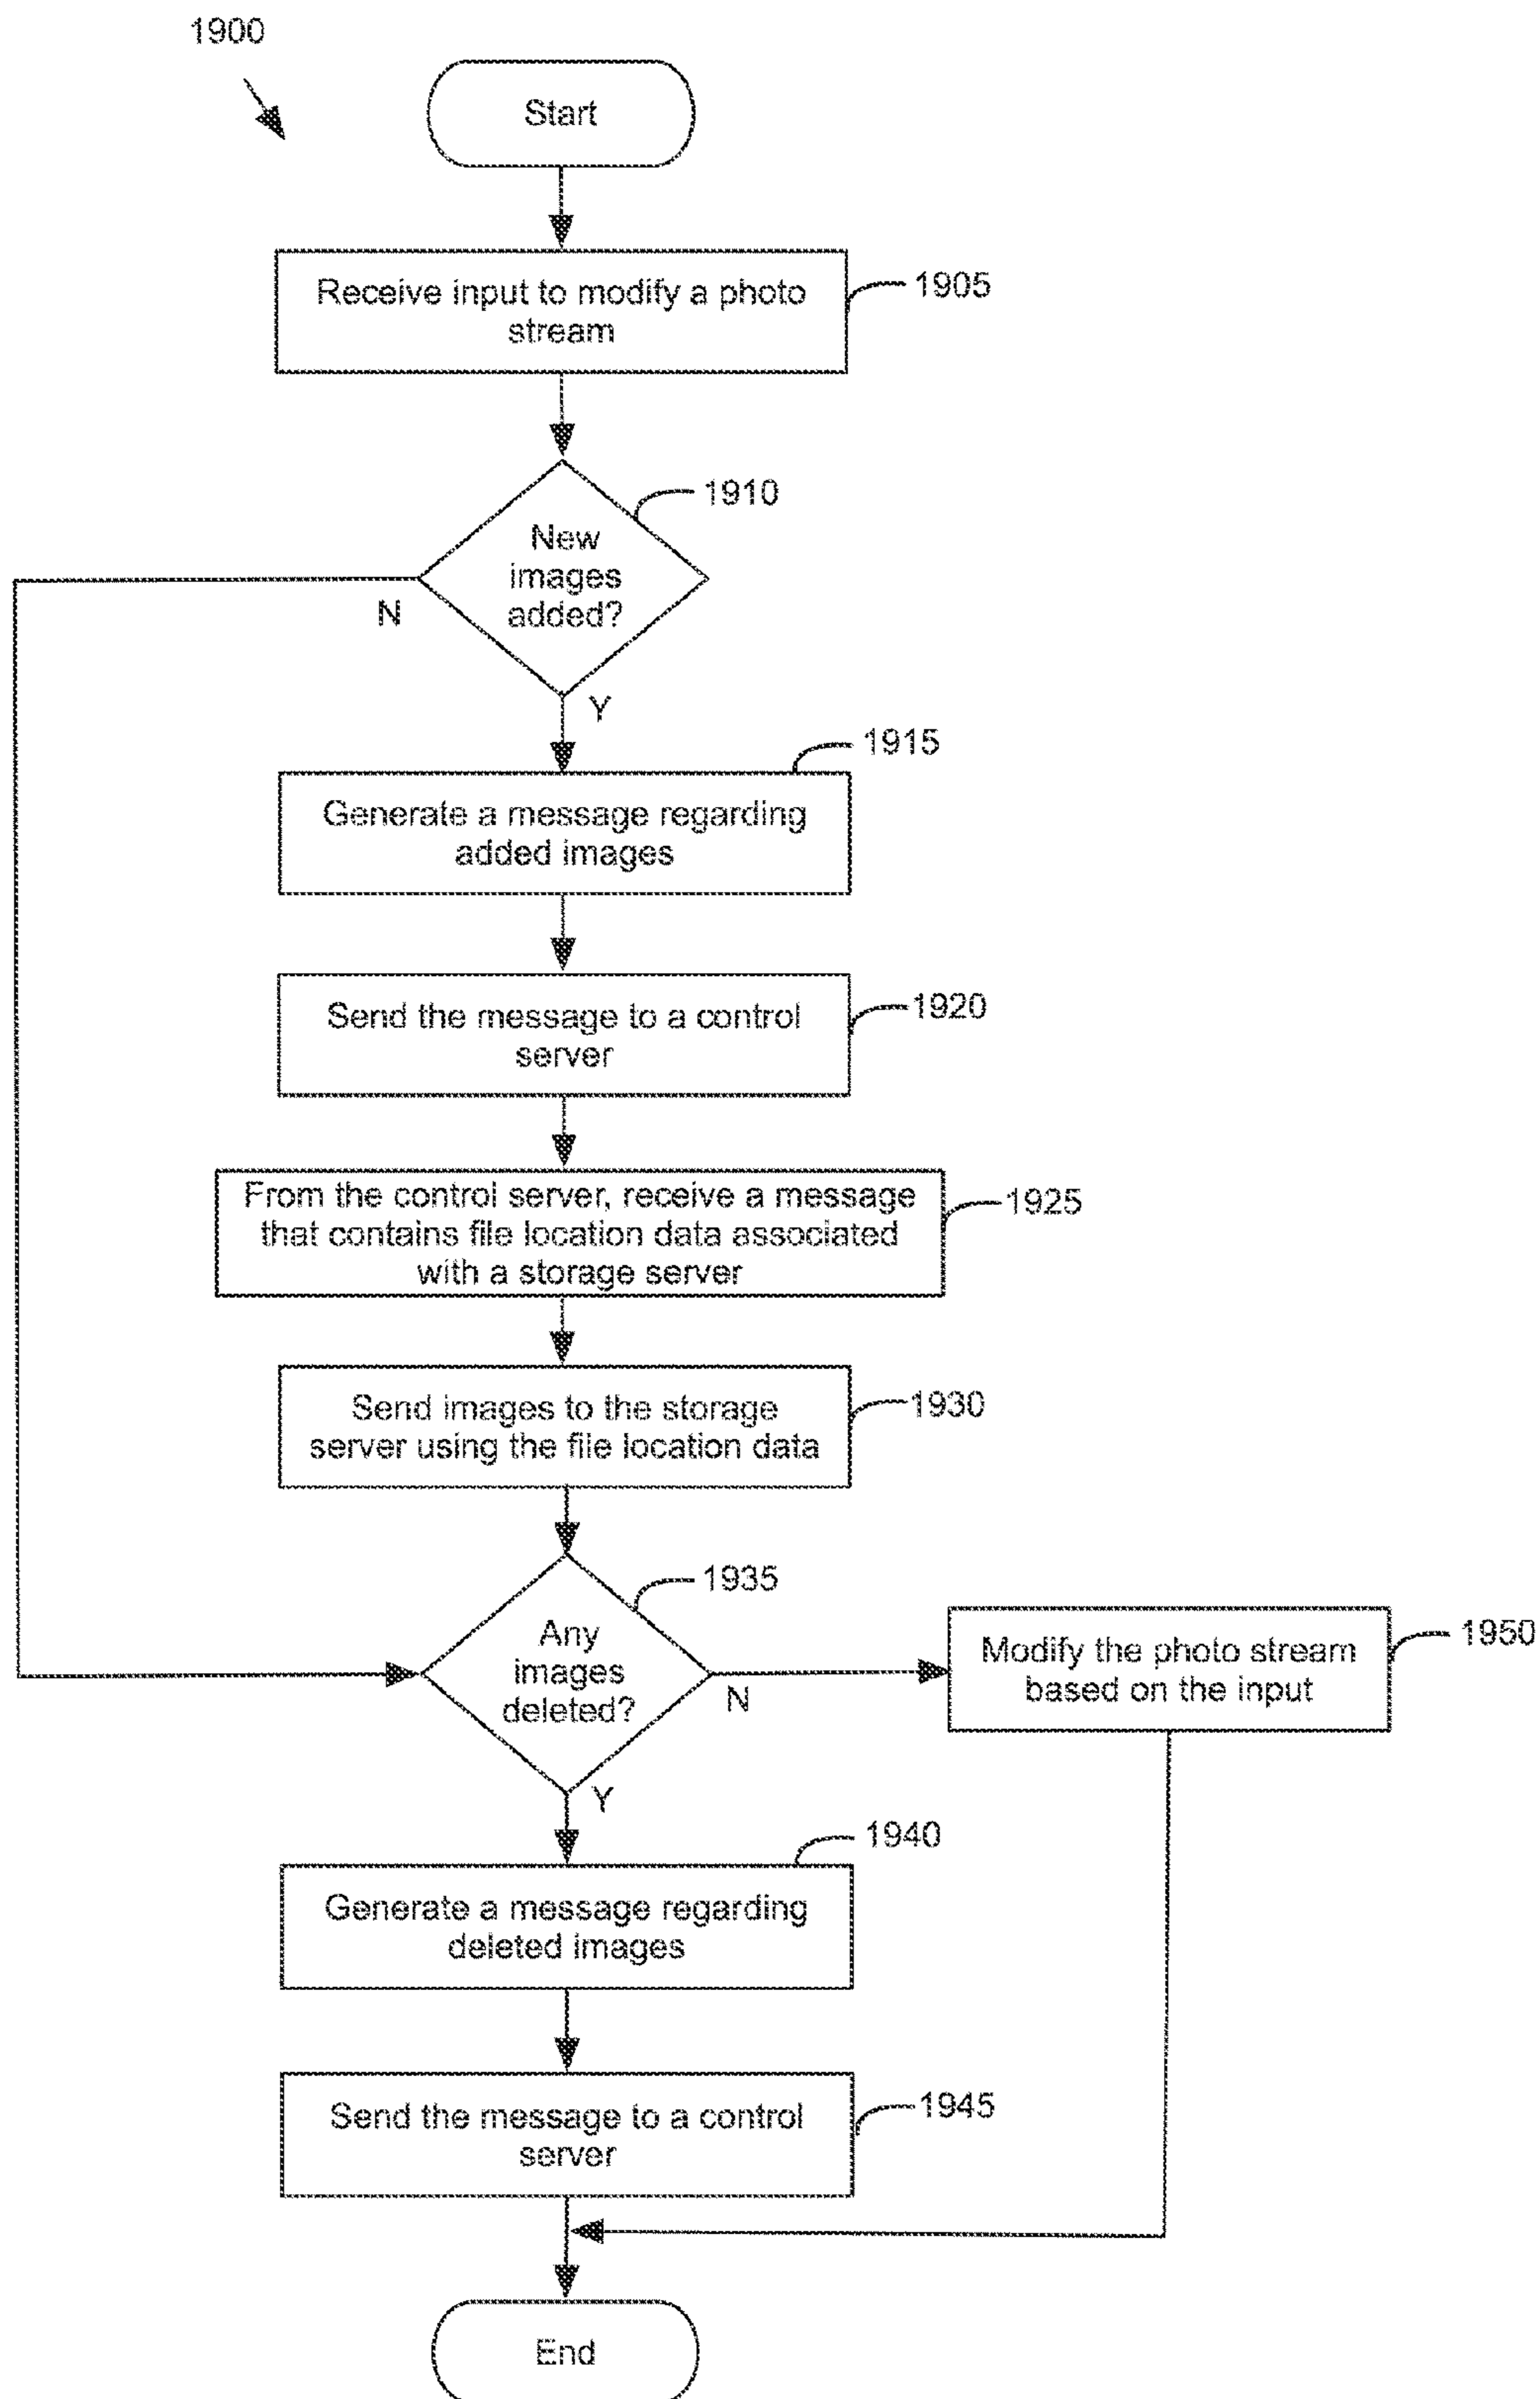 1900
Start
Receive input to modify a photo
stream
1905
1910
New
images
added?
N
Y
1915
Generate a message regarding
added images
Send the message to a control
server
1920
From the control server, receive a message
that contains file location data associated
with a storage server
1925
Send images to the storage
server using the file location data
1930
1935
Any
images
deleted?
N
Modify the photo stream
based on the input
1950
Y
1940
Generate a message regarding
deleted images
Send the message to a control
server
1945
End